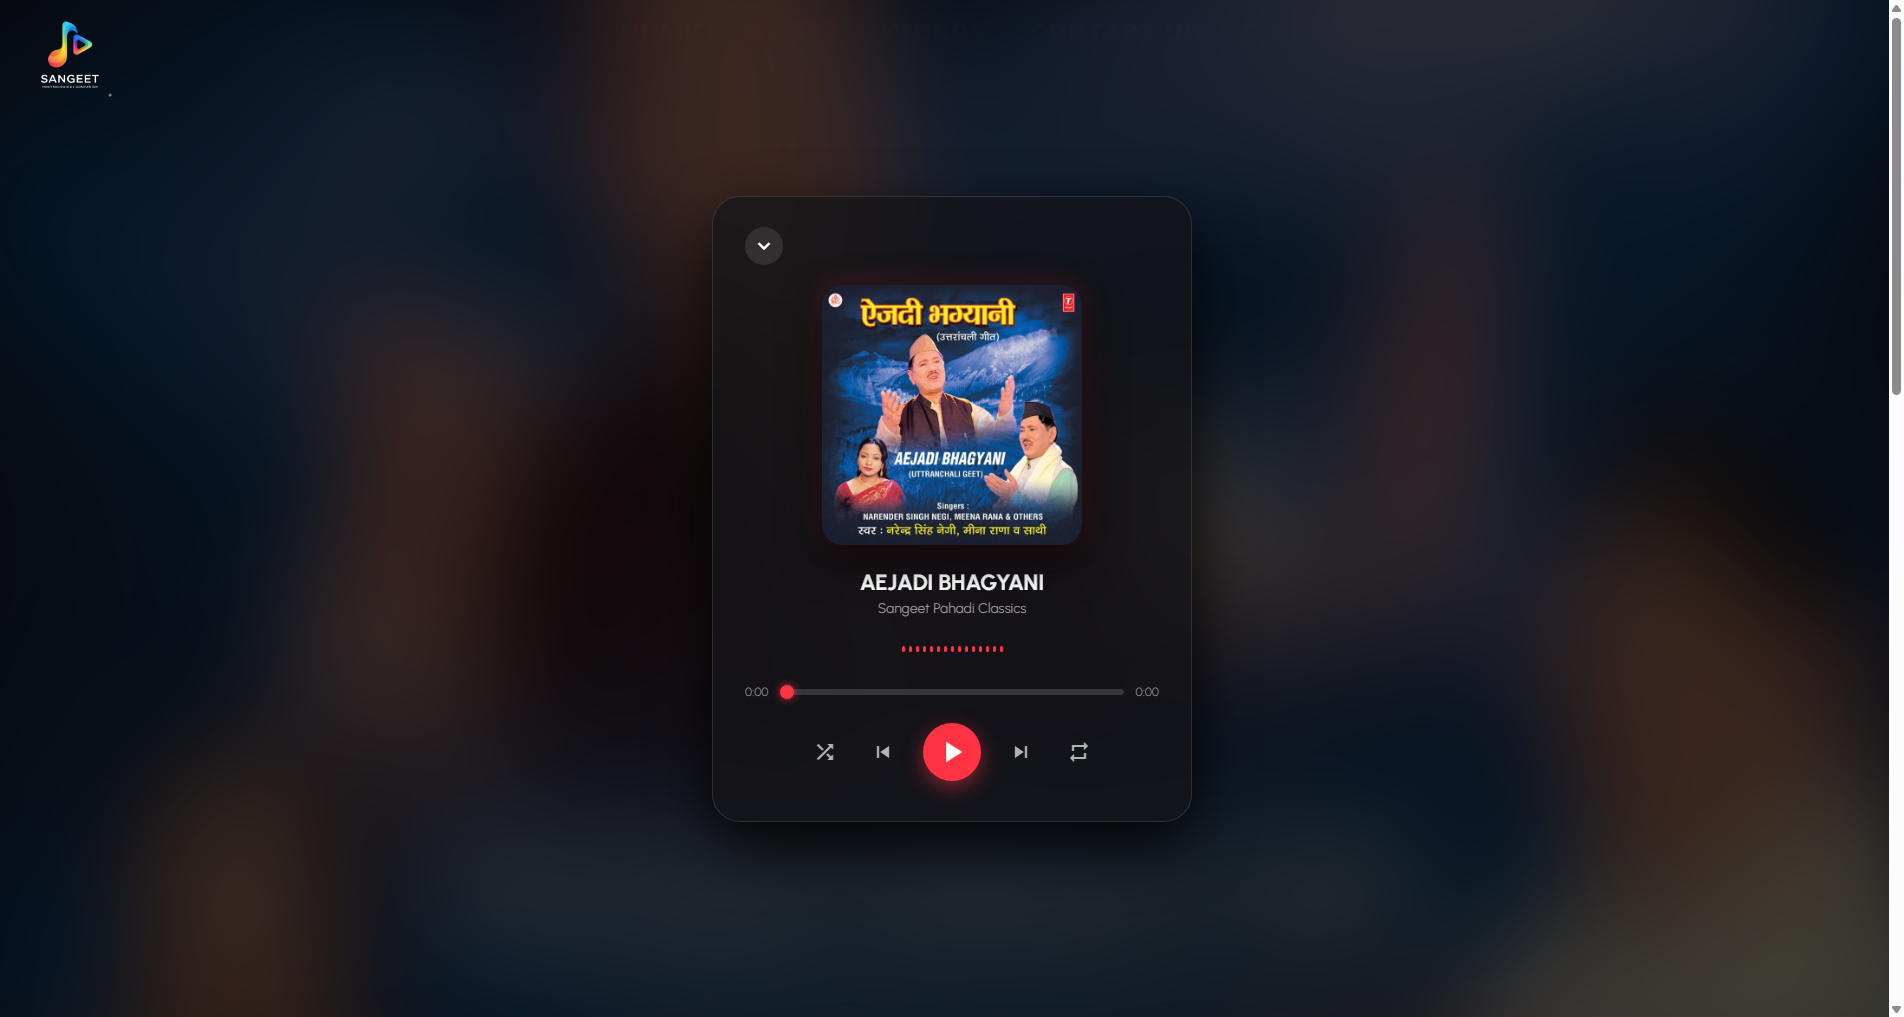 SANGEET
ऐजदी भग्यानी
T
(उत्तरांचली गीत)
AEJADI BHAGYANI
(UTTRANCHALI GEET)
Singers :
NARENDER SINGH NEGI, MEENA RANA & OTHERS
स्वर : नरेन्द्र सिंह नेगी, मीना राणा व साथी
AEJADI BHAGYANI
Sangeet Pahadi Classics
0:00
0:00